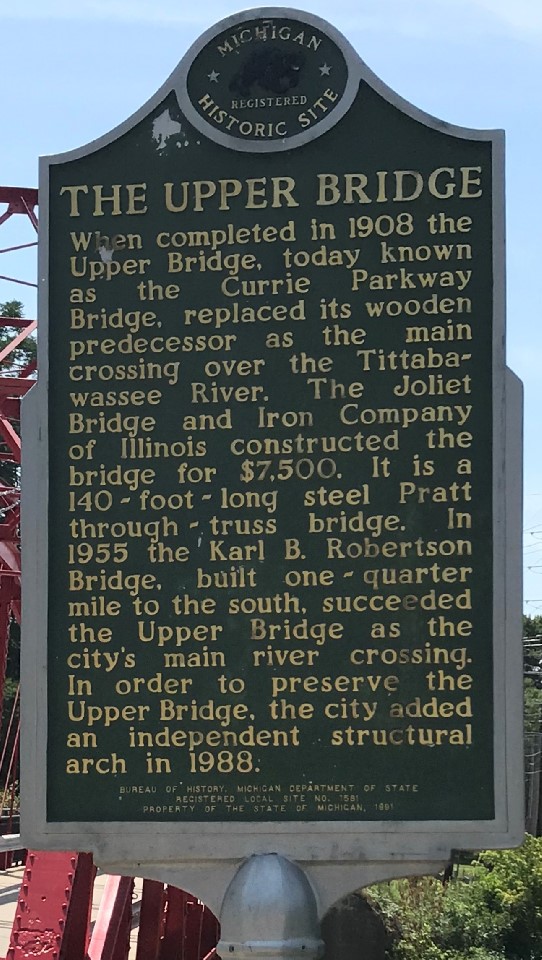 MICHIGAN
REGISTERED
HISTORIC SITE
THE UPPER BRIDGE
When completed in 1908 the
Upper Bridge, today known
as the Currie Parkway
Bridge, replaced its wooden
predecessor as the main
crossing over the Tittaba-
wassee River. The Joliet
Bridge and Iron Company
of Illinois constructed the
bridge for $7,500. It is a
140-foot-long steel Pratt
through-truss bridge. In
1955 the Karl B. Robertson
Bridge, built one-quarter
mile to the south, succeeded
the Upper Bridge as the
city's main river crossing.
In order to preserve the
Upper Bridge, the city added
an independent structural
arch in 1988.
BUREAU OF HISTORY, MICHIGAN DEPARTMENT OF STATE
REGISTERED LOCAL SITE NO. 1581
PROPERTY OF THE STATE OF MICHIGAN, 1991